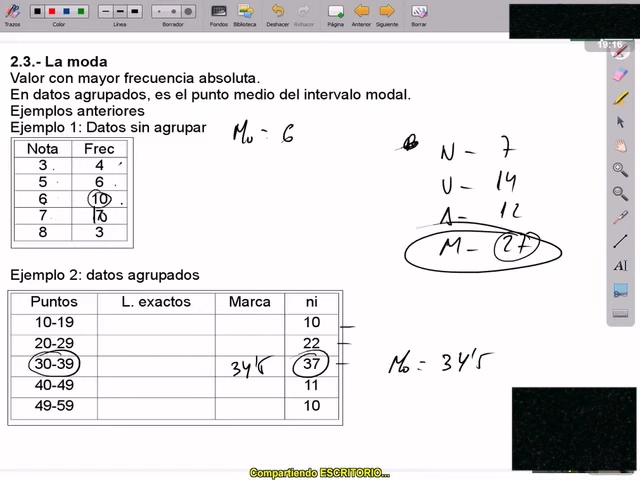 Trazos Color Línea Borrador Fondos Biblioteca Deshacer Rehacer Página Anterior Siguiente Borrar
19:16
2.3.- La moda
Valor con mayor frecuencia absoluta.
En datos agrupados, es el punto medio del intervalo modal.
Ejemplos anteriores
Ejemplo 1: Datos sin agrupar
Mo = 6
Nota Frec
3 4
5 6
6 10
7
8 3
N - 7
U - 14
A - 12
M - 27
Ejemplo 2: datos agrupados
Puntos L. exactos Marca ni
10-19 10
20-29 22
30-39 34'5 37
40-49 11
49-59 10
Mo = 34'5
AI
Compartiendo ESCRITORIO...